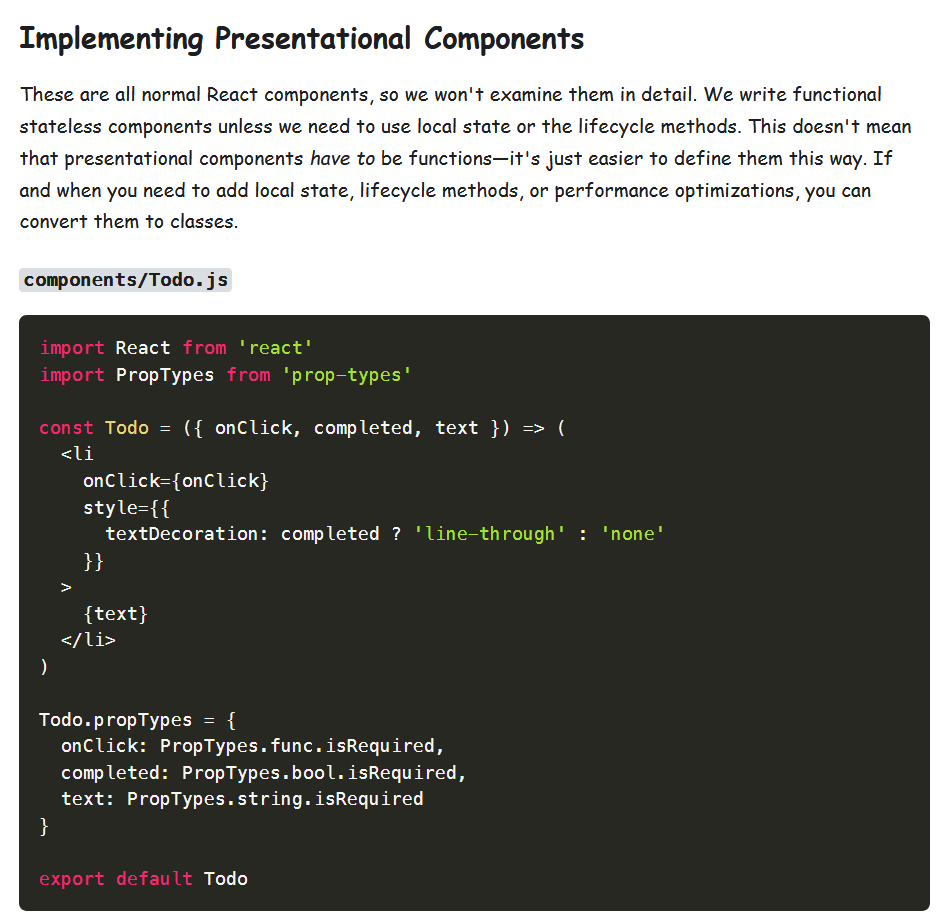 Implementing Presentational Components
These are all normal React components, so we won't examine them in detail. We write functional
stateless components unless we need to use local state or the lifecycle methods. This doesn't mean
that presentational components have to be functions—it's just easier to define them this way. If
and when you need to add local state, lifecycle methods, or performance optimizations, you can
convert them to classes.
components/Todo.js
import React from 'react'
import PropTypes from 'prop-types'

const Todo = ({ onClick, completed, text }) => (
  <li
    onClick={onClick}
    style={{
      textDecoration: completed ? 'line-through' : 'none'
    }}
  >
    {text}
  </li>
)

Todo.propTypes = {
  onClick: PropTypes.func.isRequired,
  completed: PropTypes.bool.isRequired,
  text: PropTypes.string.isRequired
}

export default Todo